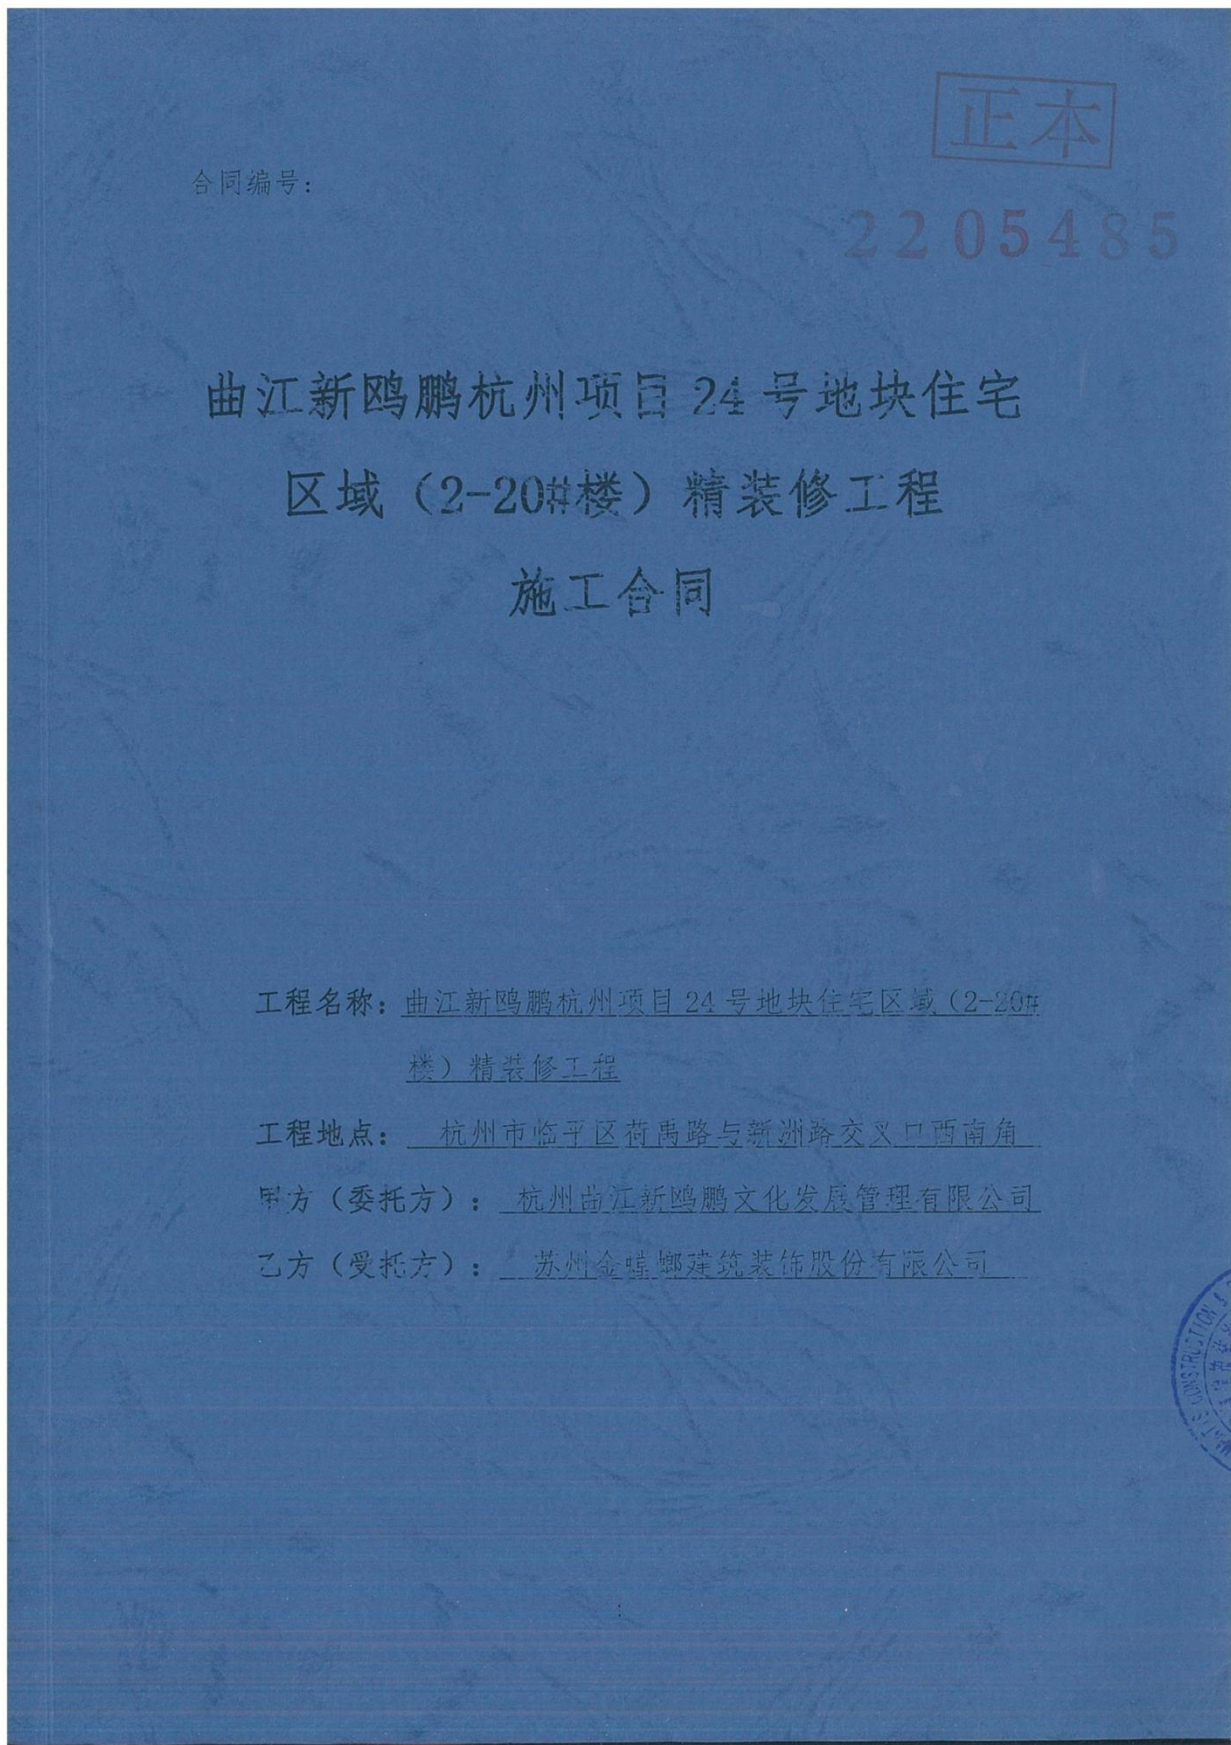 正本
合同编号：
2205485
曲江新鸥鹏杭州项目24号地块住宅
区域（2-20#楼）精装修工程
施工合同
工程名称：曲江新鸥鹏杭州项目24号地块住宅区域（2-20#
楼）精装修工程
工程地点：杭州市临平区荷禹路与新洲路交叉口西南角
甲方（委托方）：杭州曲江新鸥鹏文化发展管理有限公司
乙方（受托方）：苏州金螳螂建筑装饰股份有限公司
CONSTRUCTION &